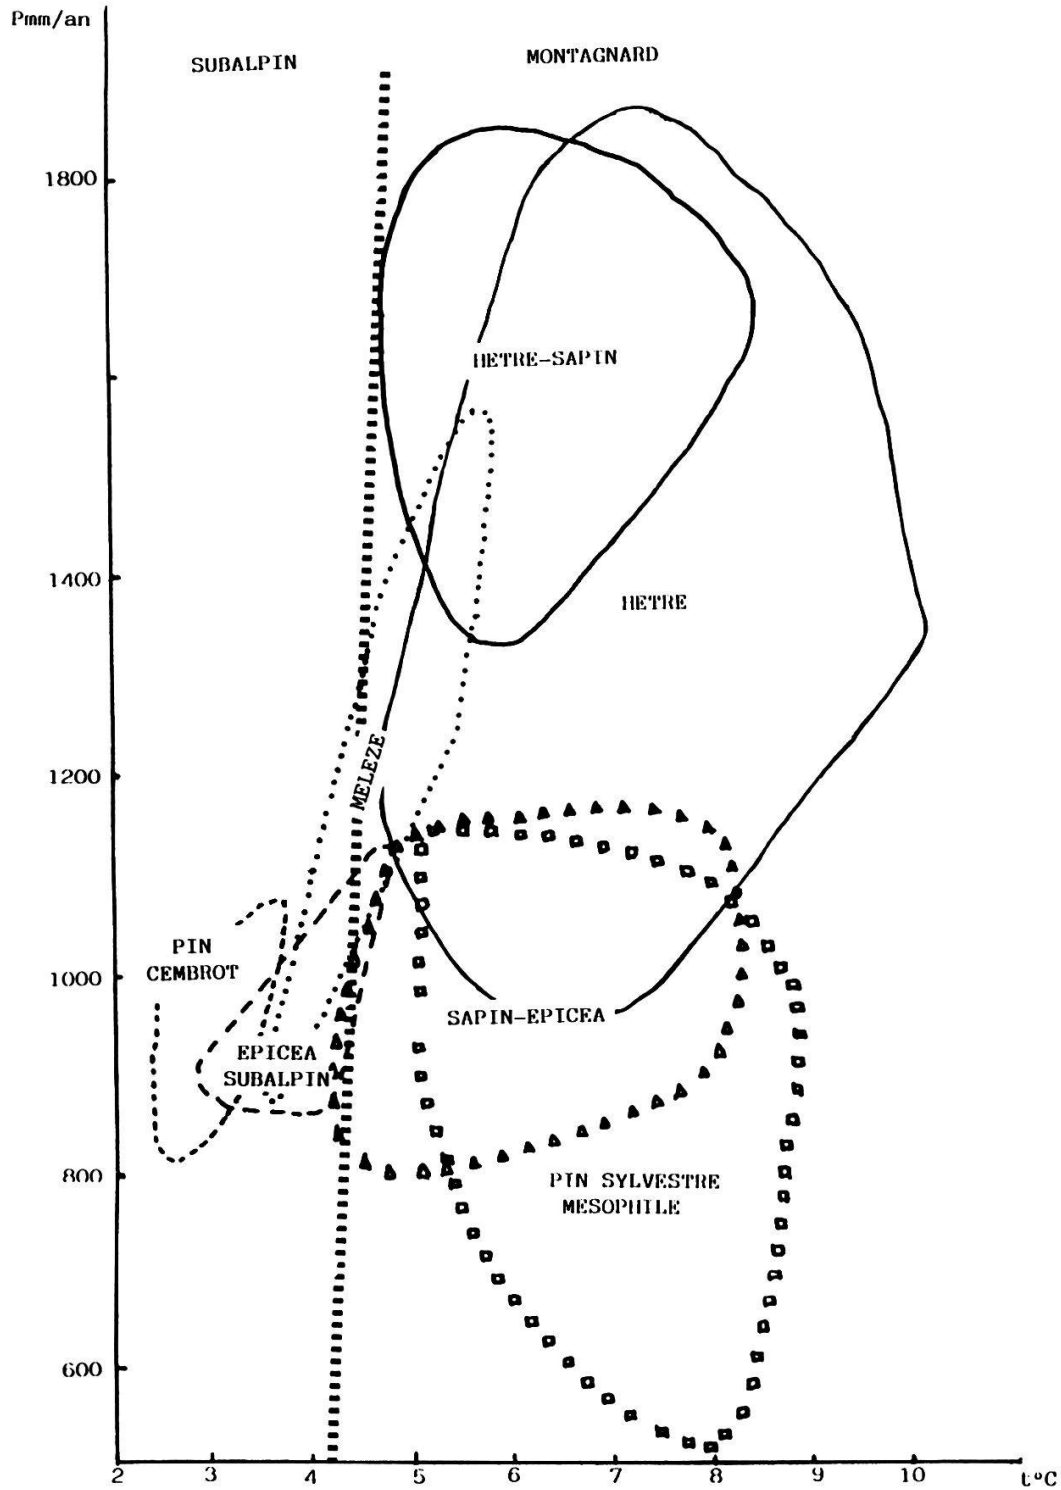 Pmm/an
SUBALPIN
MONTAGNARD
1800
HETRE-SAPIN
1400
HETRE
1200
MELEZE
PIN
CEMBROT
1000
SAPIN-EPICEA
EPICEA
SUBALPIN
800
PIN SYLVESTRE
MESOPHILE
600
2 3 4 5 6 7 8 9 10 t°C